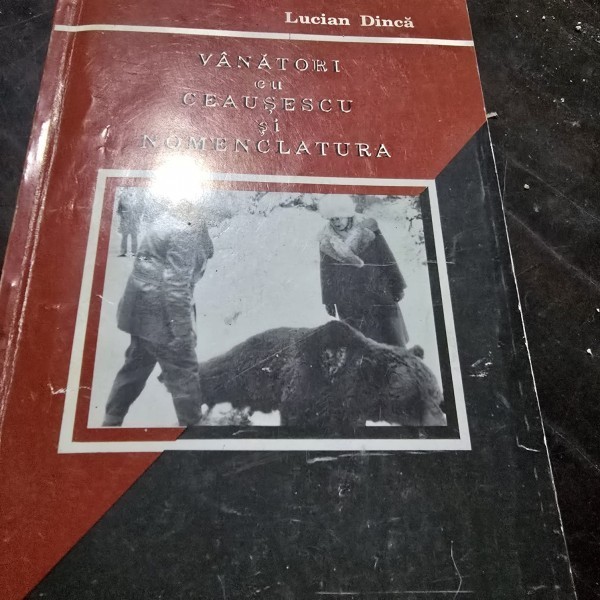 Lucian Dincă
VÂNĂTORI
cu
CEAUȘESCU
și
NOMENCLATURA